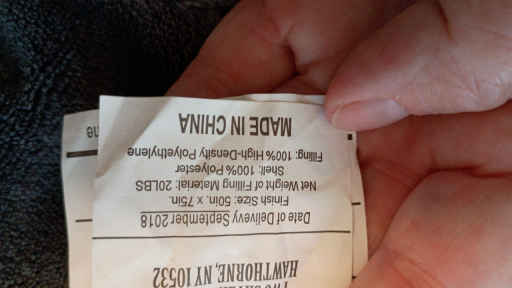 HAWTHORNE, NY 10532
Date of Delivevy September 2018
Finish Size: 50in. x 75in.
Net Weight of Filling Material: 20LBS
Shell: 100% Polyester
Filling: 100% High-Density Polyethylene
MADE IN CHINA